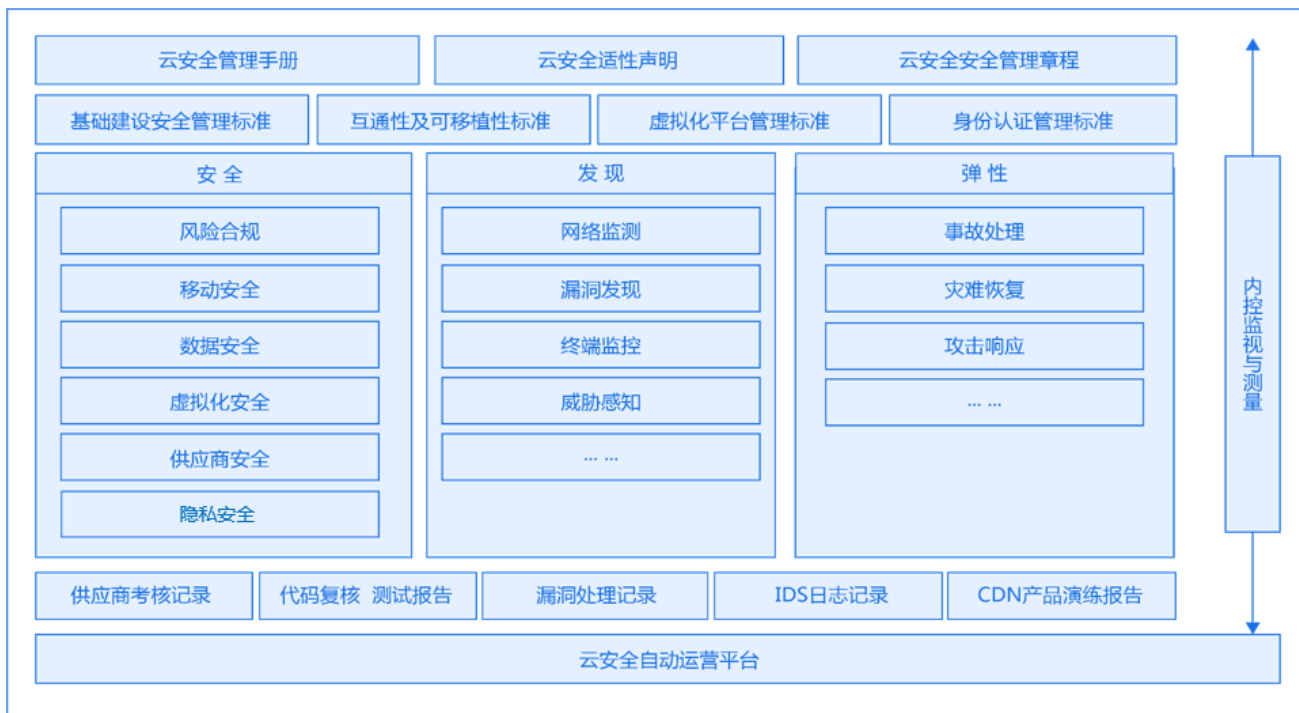 云安全管理手册
云安全适性声明
云安全安全管理章程
基础建设安全管理标准
互通性及可移植性标准
虚拟化平台管理标准
身份认证管理标准
安 全
风险合规
移动安全
数据安全
虚拟化安全
供应商安全
隐私安全
发 现
网络监测
漏洞发现
终端监控
威胁感知
... ...
弹 性
事故处理
灾难恢复
攻击响应
... ...
内控监视与测量
供应商考核记录
代码复核 测试报告
漏洞处理记录
IDS日志记录
CDN产品演练报告
云安全自动运营平台